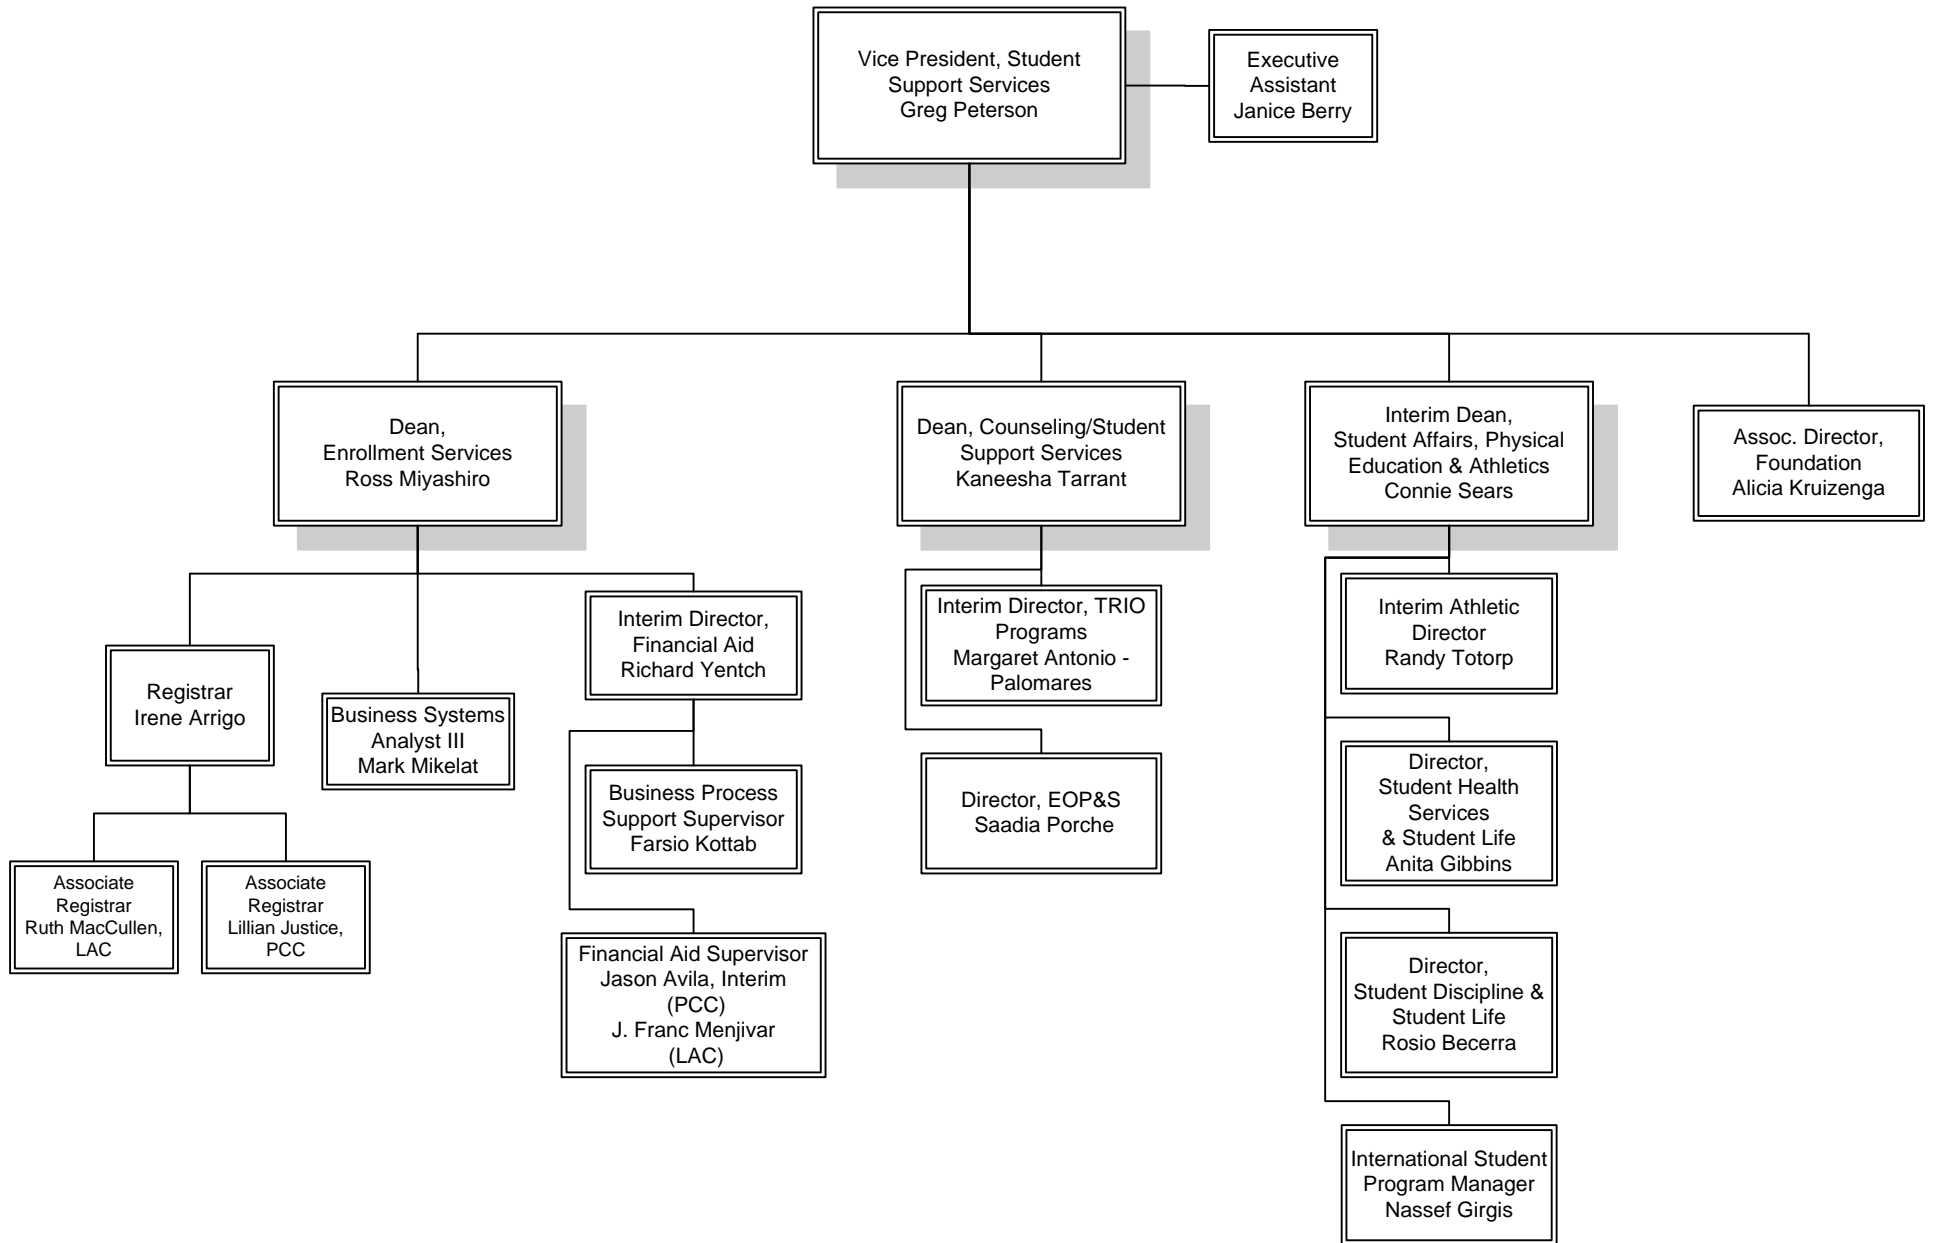 Vice President, Student
Support Services
Greg Peterson
Executive
Assistant
Janice Berry
Dean,
Enrollment Services
Ross Miyashiro
Dean, Counseling/Student
Support Services
Kaneesha Tarrant
Interim Dean,
Student Affairs, Physical
Education & Athletics
Connie Sears
Assoc. Director,
Foundation
Alicia Kruizenga
Registrar
Irene Arrigo
Business Systems
Analyst III
Mark Mikelat
Interim Director,
Financial Aid
Richard Yentch
Associate
Registrar
Ruth MacCullen,
LAC
Associate
Registrar
Lillian Justice,
PCC
Business Process
Support Supervisor
Farsio Kottab
Financial Aid Supervisor
Jason Avila, Interim
(PCC)
J. Franc Menjivar
(LAC)
Interim Director, TRIO
Programs
Margaret Antonio -
Palomares
Director, EOP&S
Saadia Porche
Interim Athletic
Director
Randy Totorp
Director,
Student Health
Services
& Student Life
Anita Gibbins
Director,
Student Discipline &
Student Life
Rosio Becerra
International Student
Program Manager
Nassef Girgis